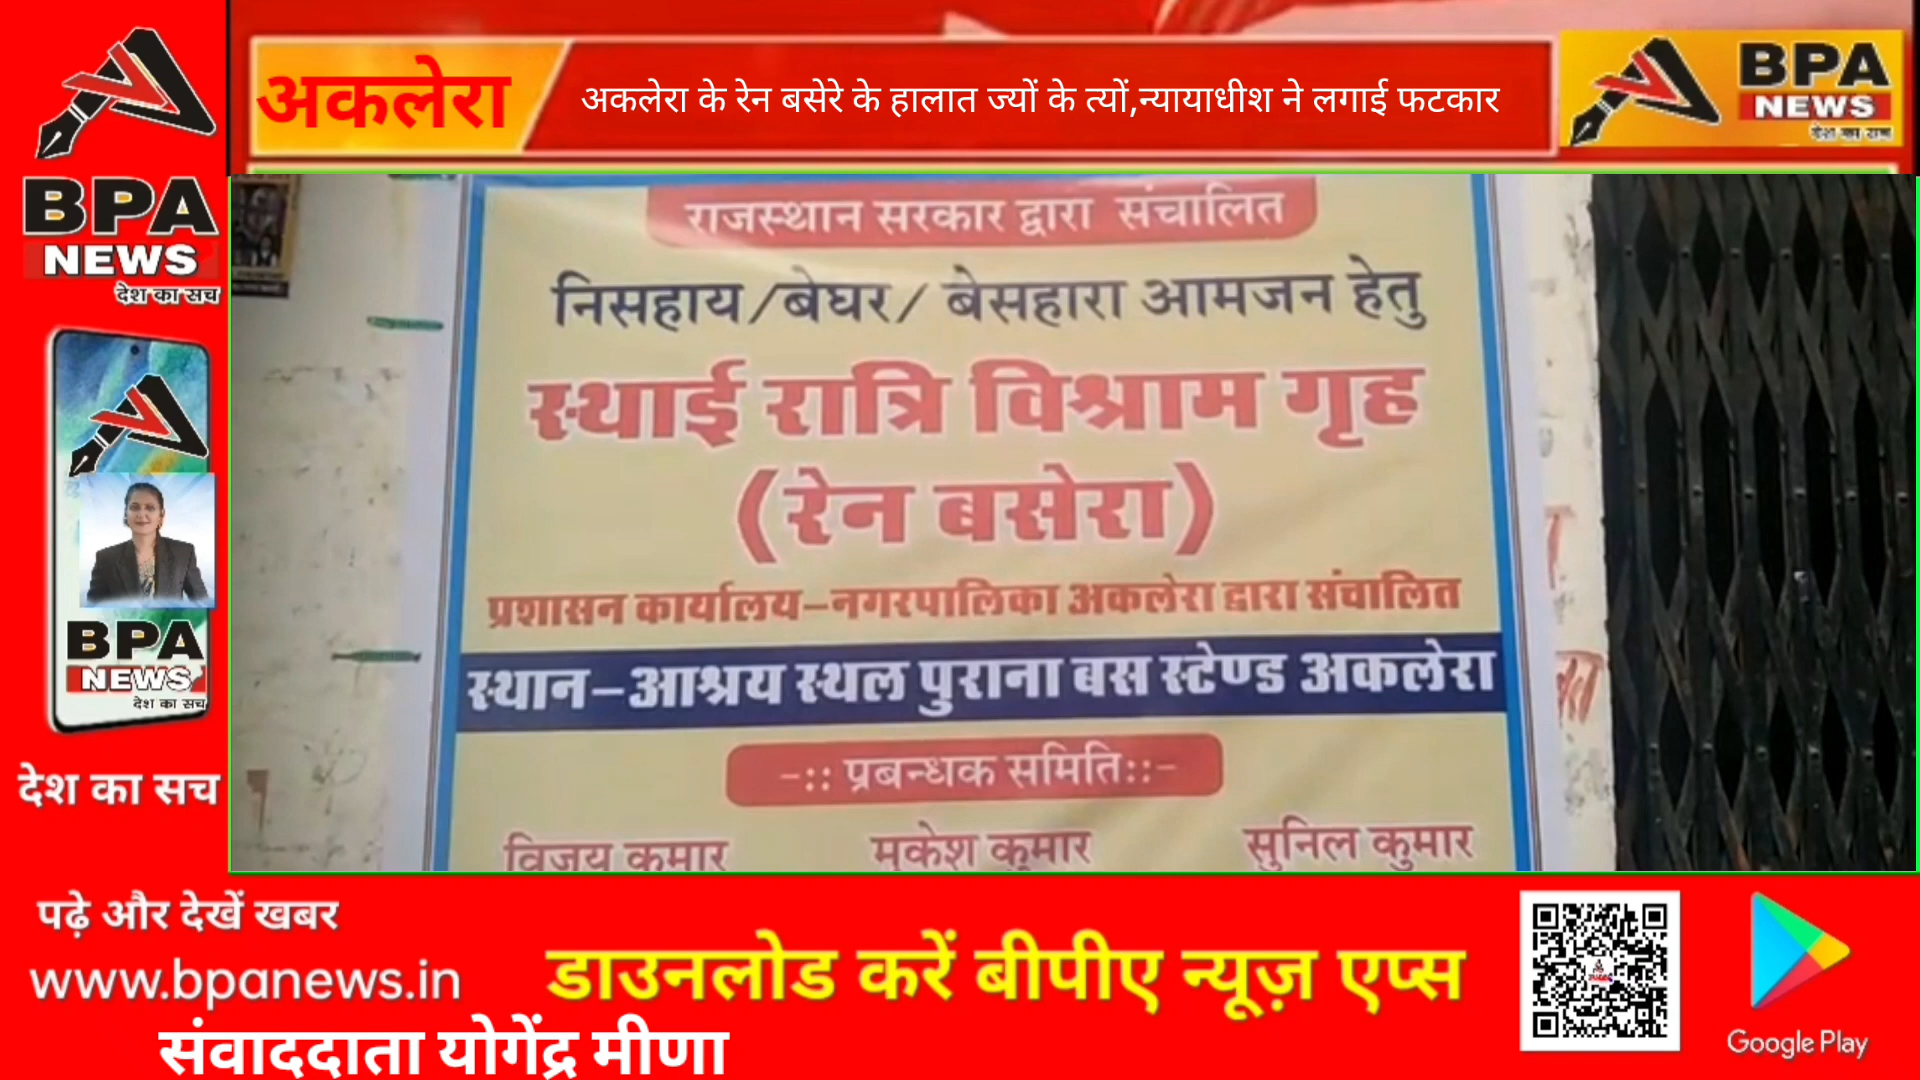 अकलेरा
अकलेरा के रेन बसेरे के हालात ज्यों के त्यों,न्यायाधीश ने लगाई फटकार
BPA
NEWS
देश का सच
BPA
NEWS
देश का सच
राजस्थान सरकार द्वारा संचालित
निसहाय/बेघर/ बेसहारा आमजन हेतु
स्थाई रात्रि विश्राम गृह
(रेन बसेरा)
प्रशासन कार्यालय–नगरपालिका अकलेरा द्वारा संचालित
स्थान–आश्रय स्थल पुराना बस स्टेण्ड अकलेरा
-:: प्रबन्धक समिति::-
विजय कुमार मुकेश कुमार सुनिल कुमार
BPA
NEWS
देश का सच
देश का सच
पढ़े और देखें खबर
www.bpanews.in
डाउनलोड करें बीपीए न्यूज़ एप्स
संवाददाता योगेंद्र मीणा
Google Play